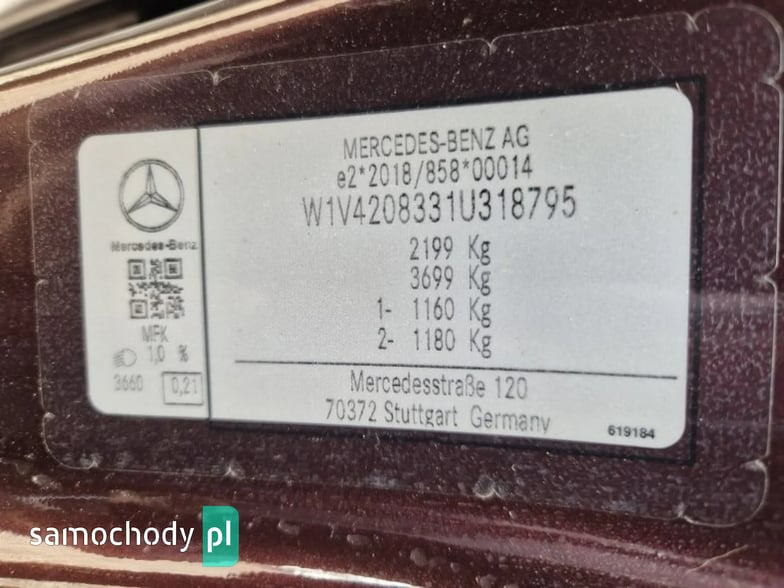 Mercedes-Benz
MFK
1,0 %
3660 0,21
MERCEDES-BENZ AG
e2*2018/858*00014
W1V4208331U318795
2199 Kg
3699 Kg
1- 1160 Kg
2- 1180 Kg
Mercedesstraße 120
70372 Stuttgart Germany
619184
samochody pl